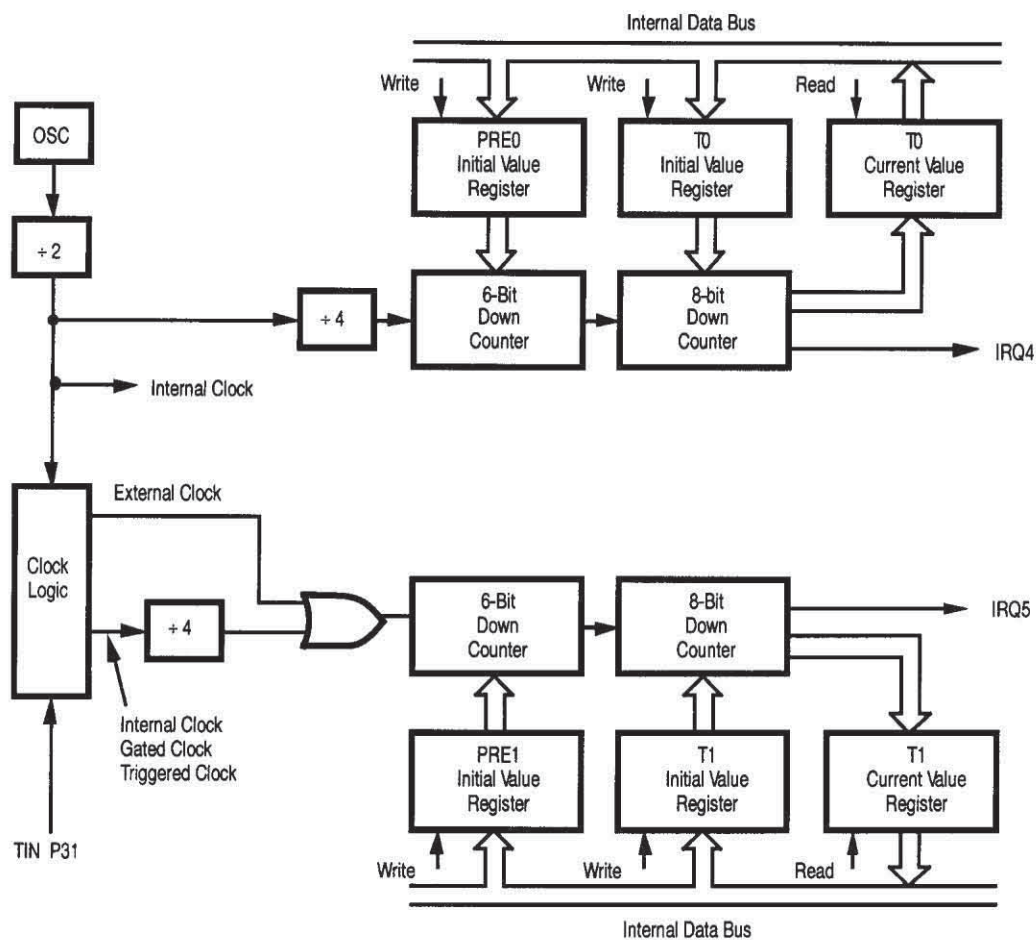 Internal Data Bus
Write
Write
Read
OSC
PRE0
Initial Value
Register
T0
Initial Value
Register
T0
Current Value
Register
÷ 2
÷ 4
6-Bit
Down
Counter
8-bit
Down
Counter
IRQ4
Internal Clock
External Clock
Clock
Logic
÷ 4
6-Bit
Down
Counter
8-Bit
Down
Counter
IRQ5
Internal Clock
Gated Clock
Triggered Clock
PRE1
Initial Value
Register
T1
Initial Value
Register
T1
Current Value
Register
TIN P31
Write
Write
Read
Internal Data Bus